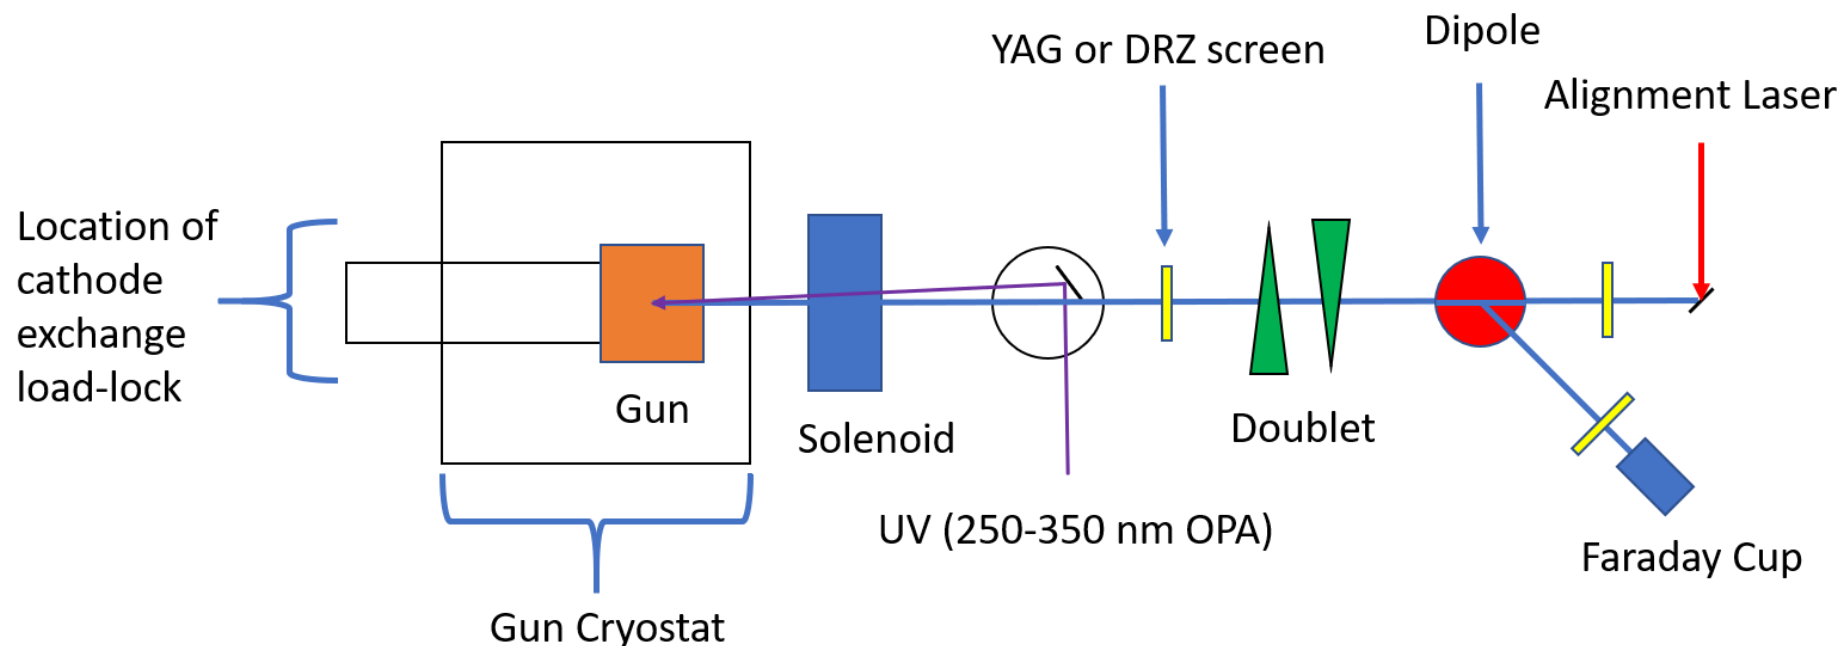 YAG or DRZ screen
Dipole
Alignment Laser
Location of
cathode
exchange
load-lock
Gun
Solenoid
Doublet
UV (250-350 nm OPA)
Faraday Cup
Gun Cryostat